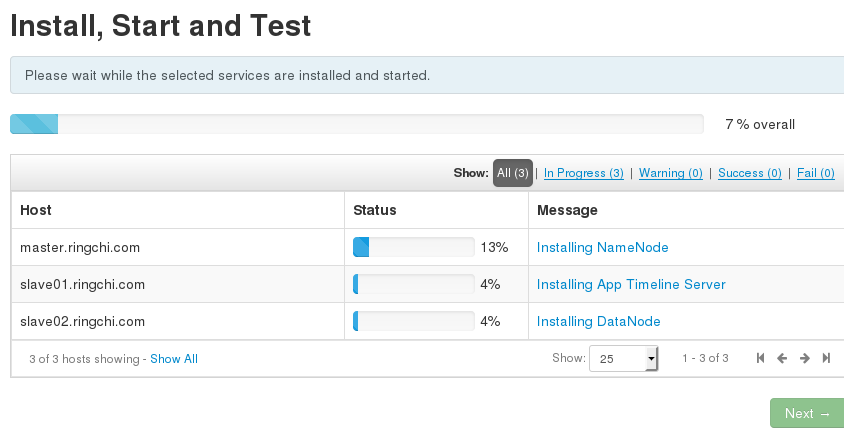 Install, Start and Test
Please wait while the selected services are installed and started.
7 % overall
Show: All (3) | In Progress (3) | Warning (0) | Success (0) | Fail (0)
Host Status Message
master.ringchi.com 13% Installing NameNode
slave01.ringchi.com 4% Installing App Timeline Server
slave02.ringchi.com 4% Installing DataNode
3 of 3 hosts showing - Show All Show: 25 1 - 3 of 3
Next →